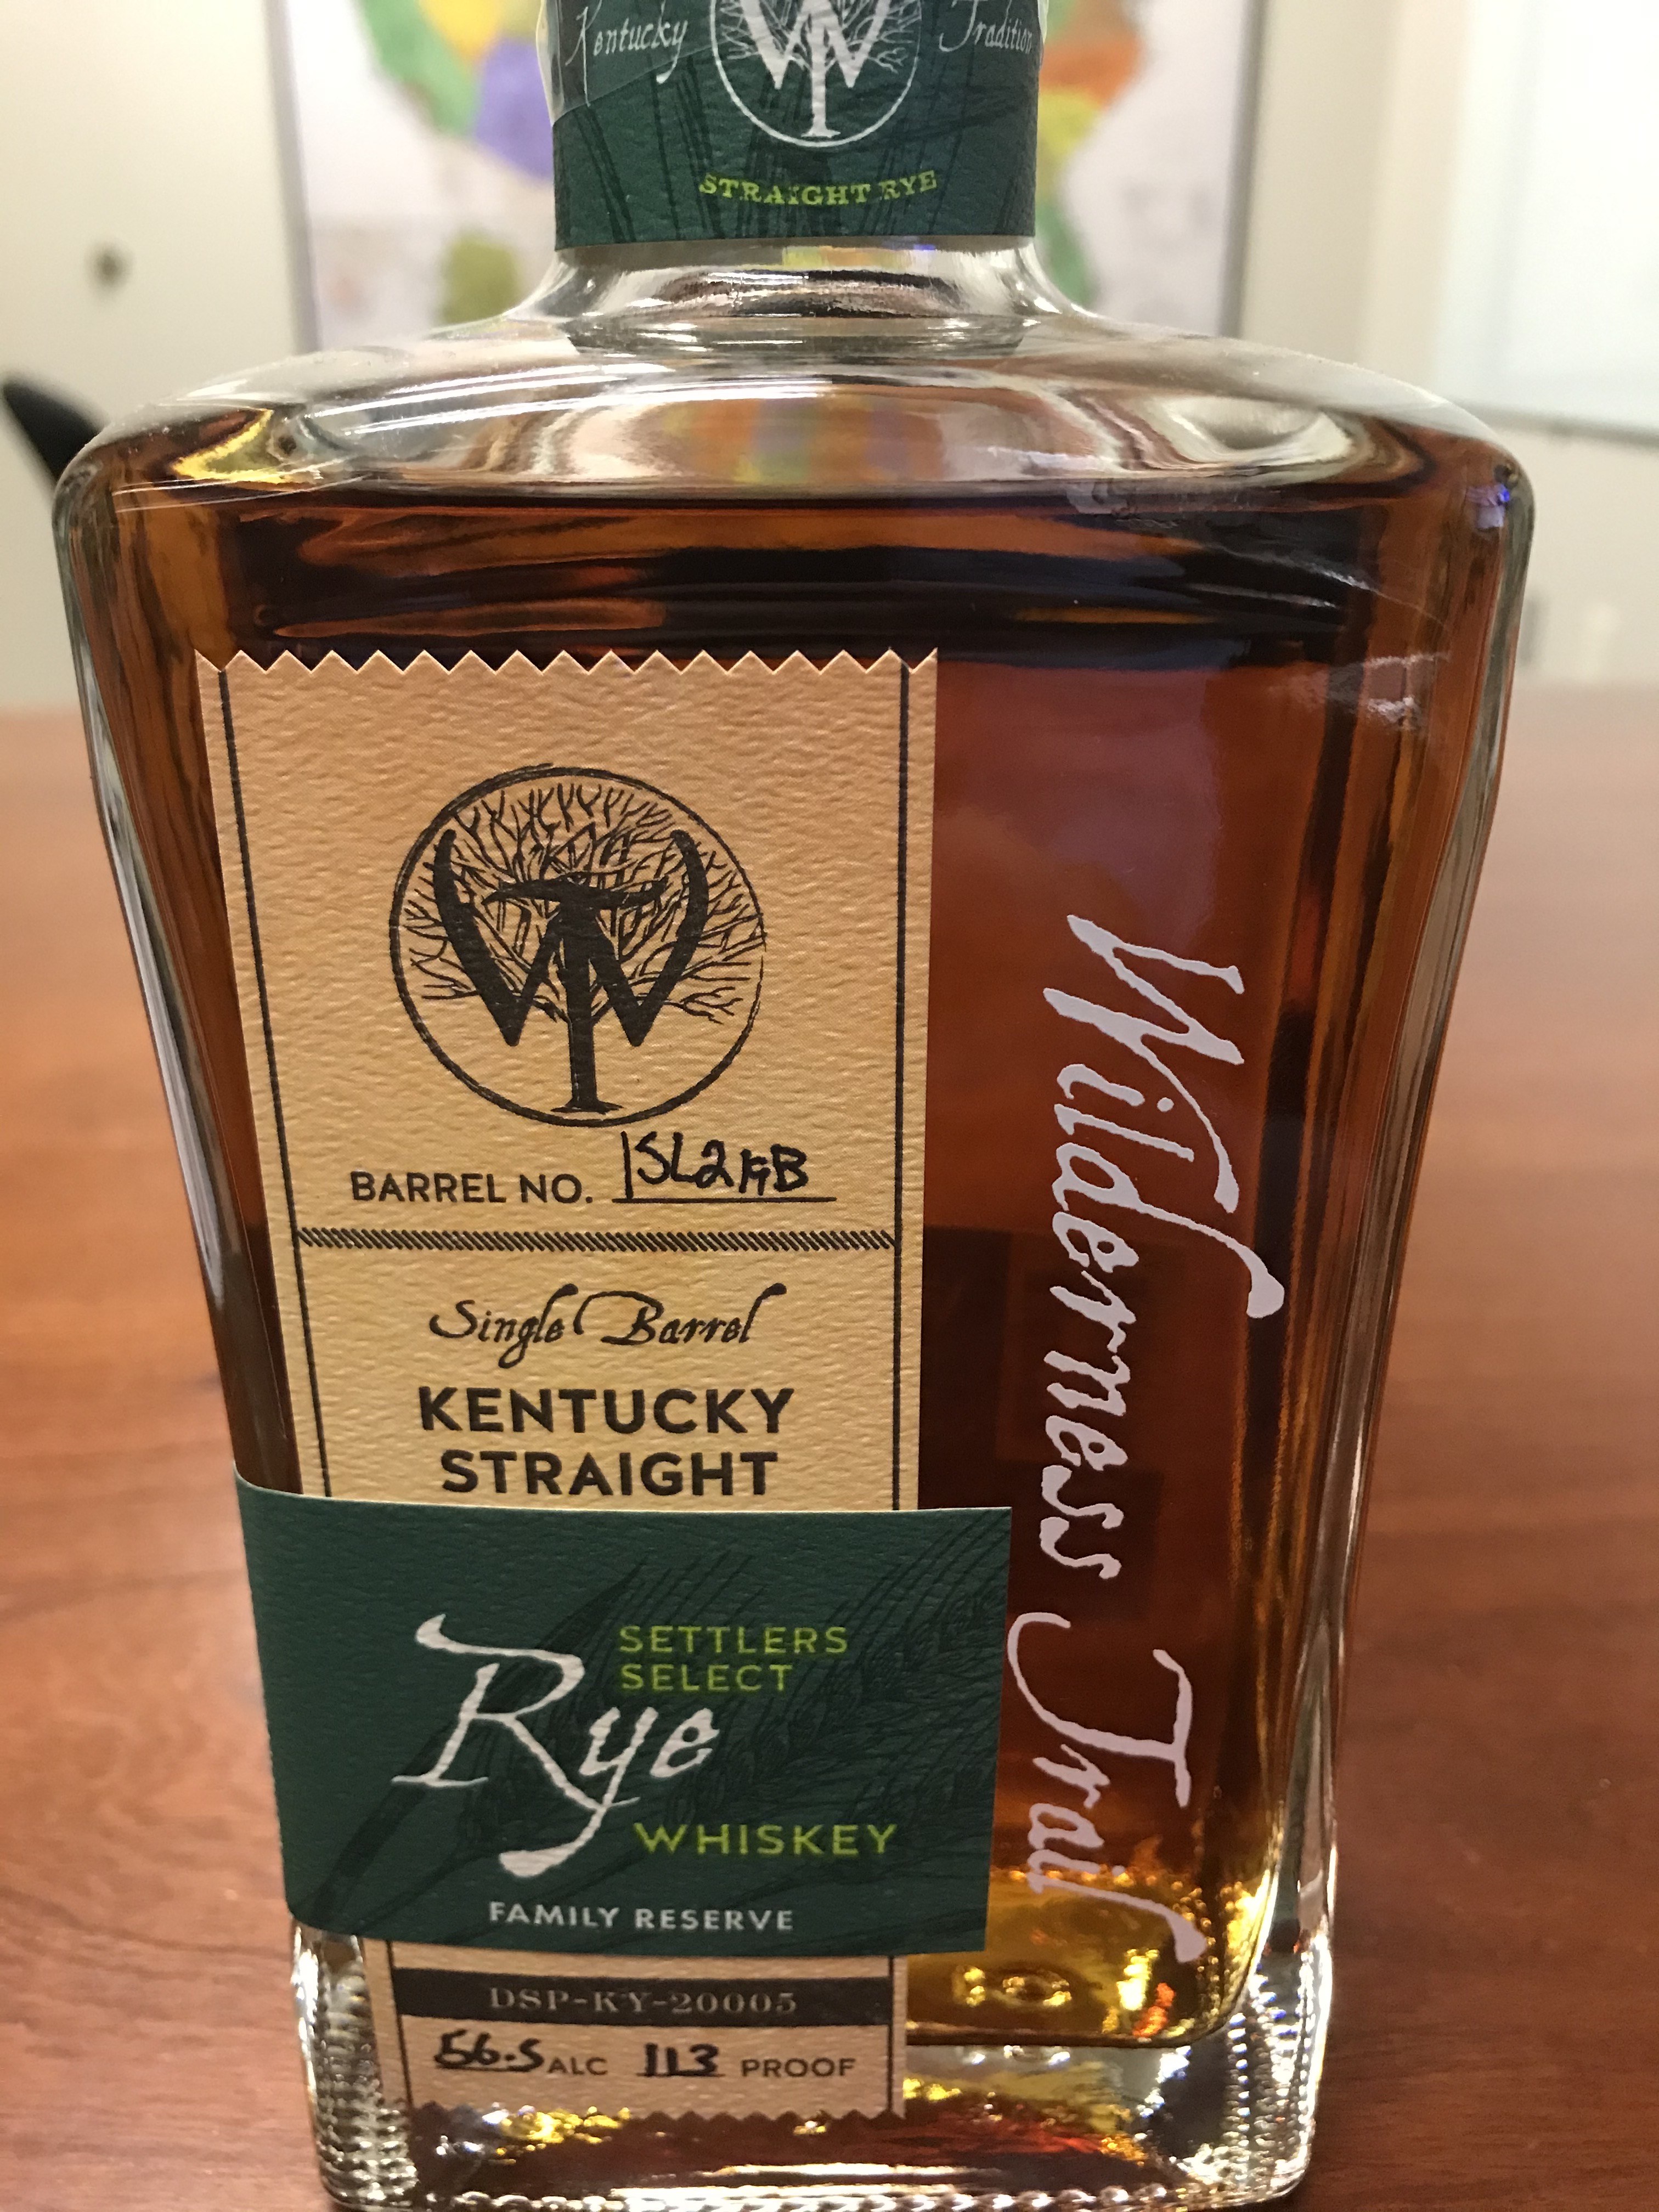 Kentucky Tradition
WT
STRAIGHT RYE
WT
BARREL NO.
Single Barrel
KENTUCKY
STRAIGHT
SETTLERS
SELECT
Rye
WHISKEY
FAMILY RESERVE
DSP-KY-20005
56.5 ALC 113 PROOF
Wilderness Trail